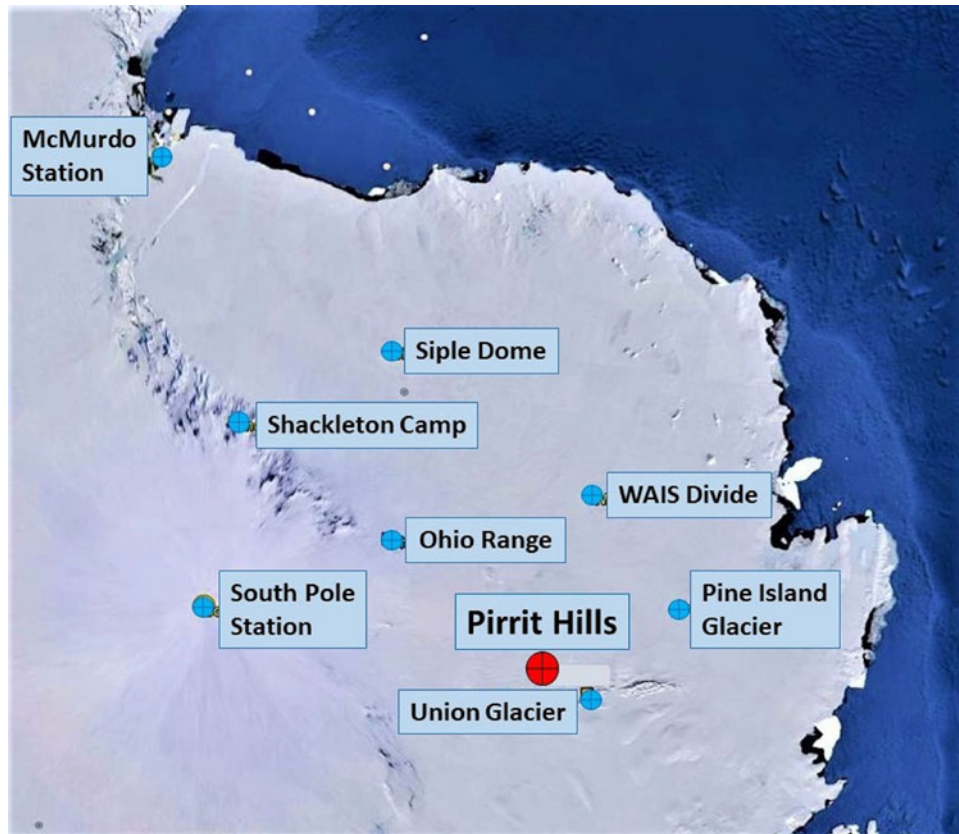 McMurdo
Station
Siple Dome
Shackleton Camp
WAIS Divide
Ohio Range
South Pole
Station
Pirrit Hills
Pine Island
Glacier
Union Glacier